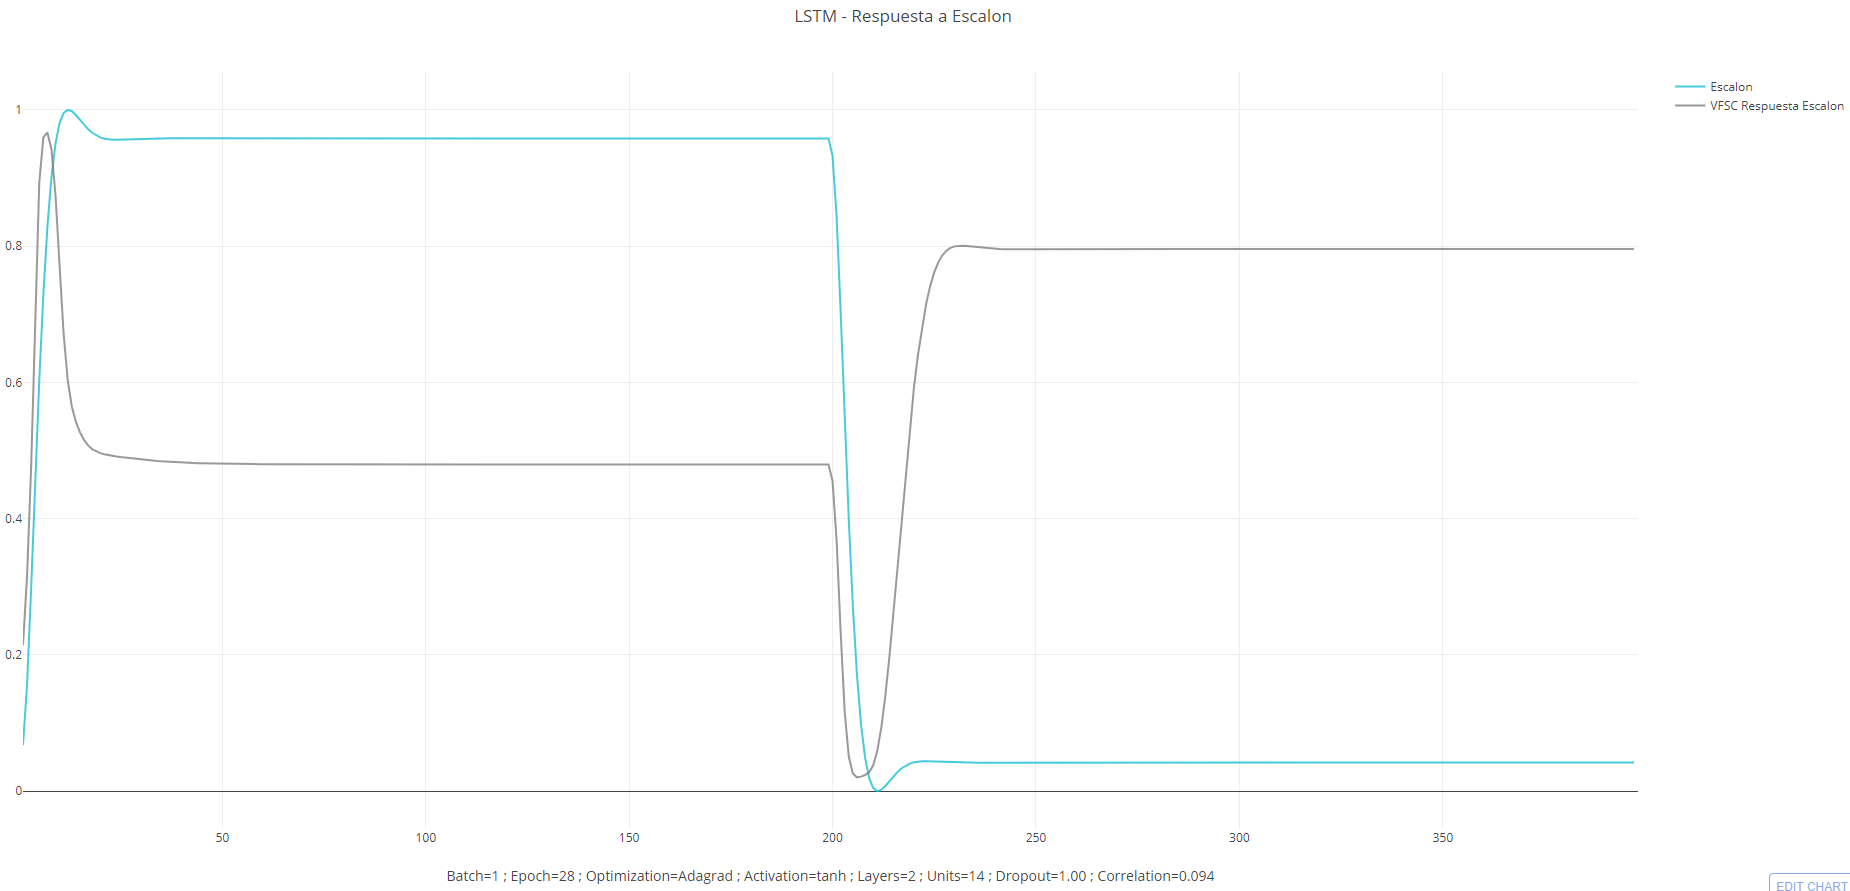 LSTM - Respuesta a Escalon
Escalon
VFSC Respuesta Escalon
1
0.8
0.6
0.4
0.2
0
50 100 150 200 250 300 350
Batch=1 ; Epoch=28 ; Optimization=Adagrad ; Activation=tanh ; Layers=2 ; Units=14 ; Dropout=1.00 ; Correlation=0.094
EDIT CHART